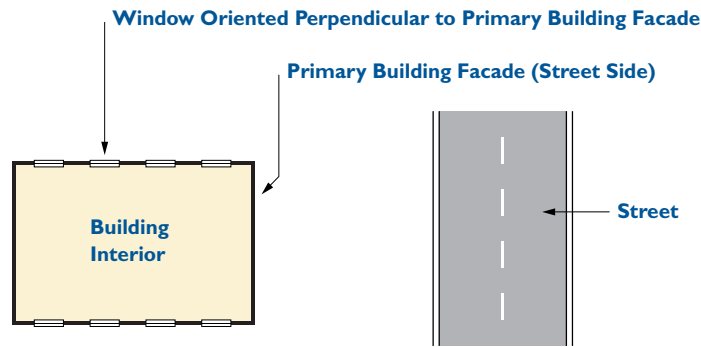 Window Oriented Perpendicular to Primary Building Facade
Primary Building Facade (Street Side)
Street
Building
Interior